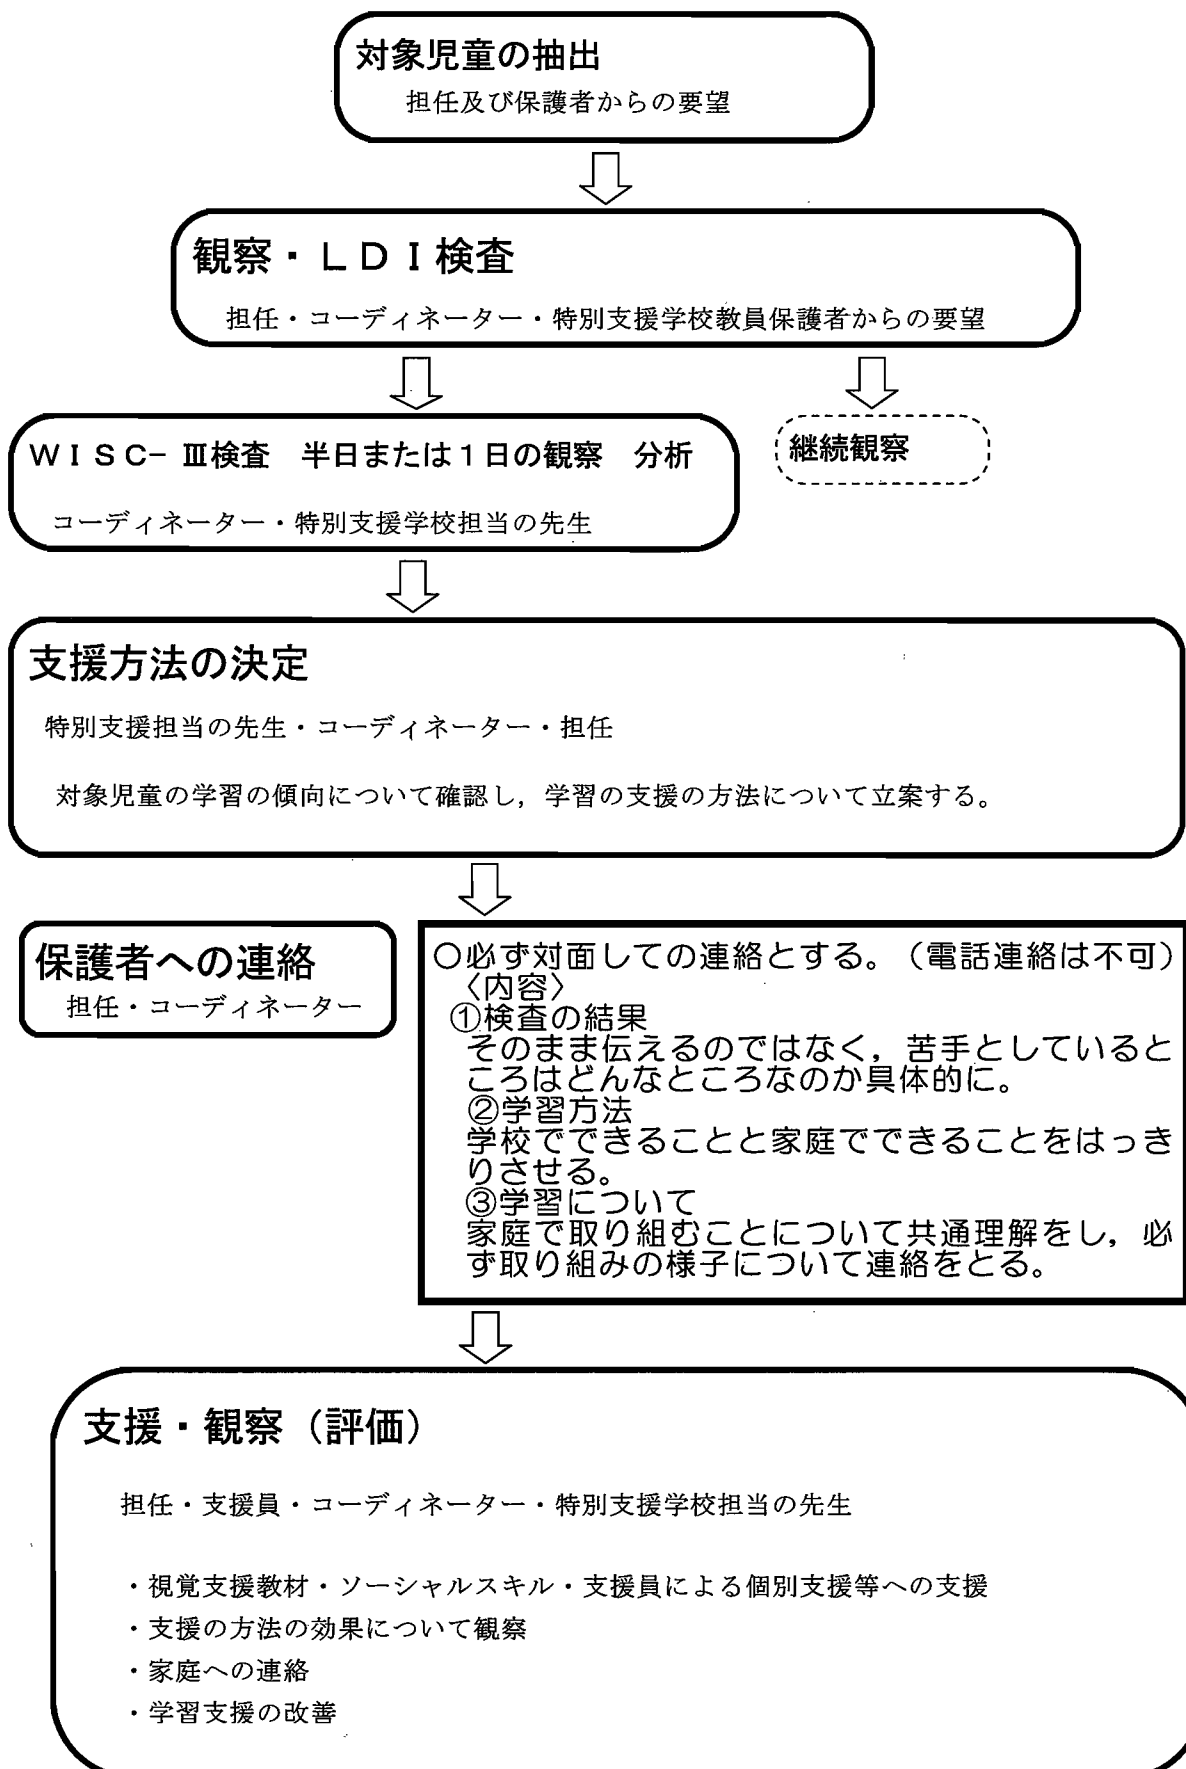 対象児童の抽出
担任及び保護者からの要望
観察・ＬＤＩ検査
担任・コーディネーター・特別支援学校教員保護者からの要望
ＷＩＳＣ－Ⅲ検査　半日または１日の観察　分析
コーディネーター・特別支援学校担当の先生
継続観察
支援方法の決定
特別支援担当の先生・コーディネーター・担任
対象児童の学習の傾向について確認し，学習の支援の方法について立案する。
保護者への連絡
担任・コーディネーター
○必ず対面しての連絡とする。（電話連絡は不可）
〈内容〉
①検査の結果
そのまま伝えるのではなく，苦手としていると
ころはどんなところなのか具体的に。
②学習方法
学校でできることと家庭でできることをはっき
りさせる。
③学習について
家庭で取り組むことについて共通理解をし，必
ず取り組みの様子について連絡をとる。
支援・観察（評価）
担任・支援員・コーディネーター・特別支援学校担当の先生
・視覚支援教材・ソーシャルスキル・支援員による個別支援等への支援
・支援の方法の効果について観察
・家庭への連絡
・学習支援の改善